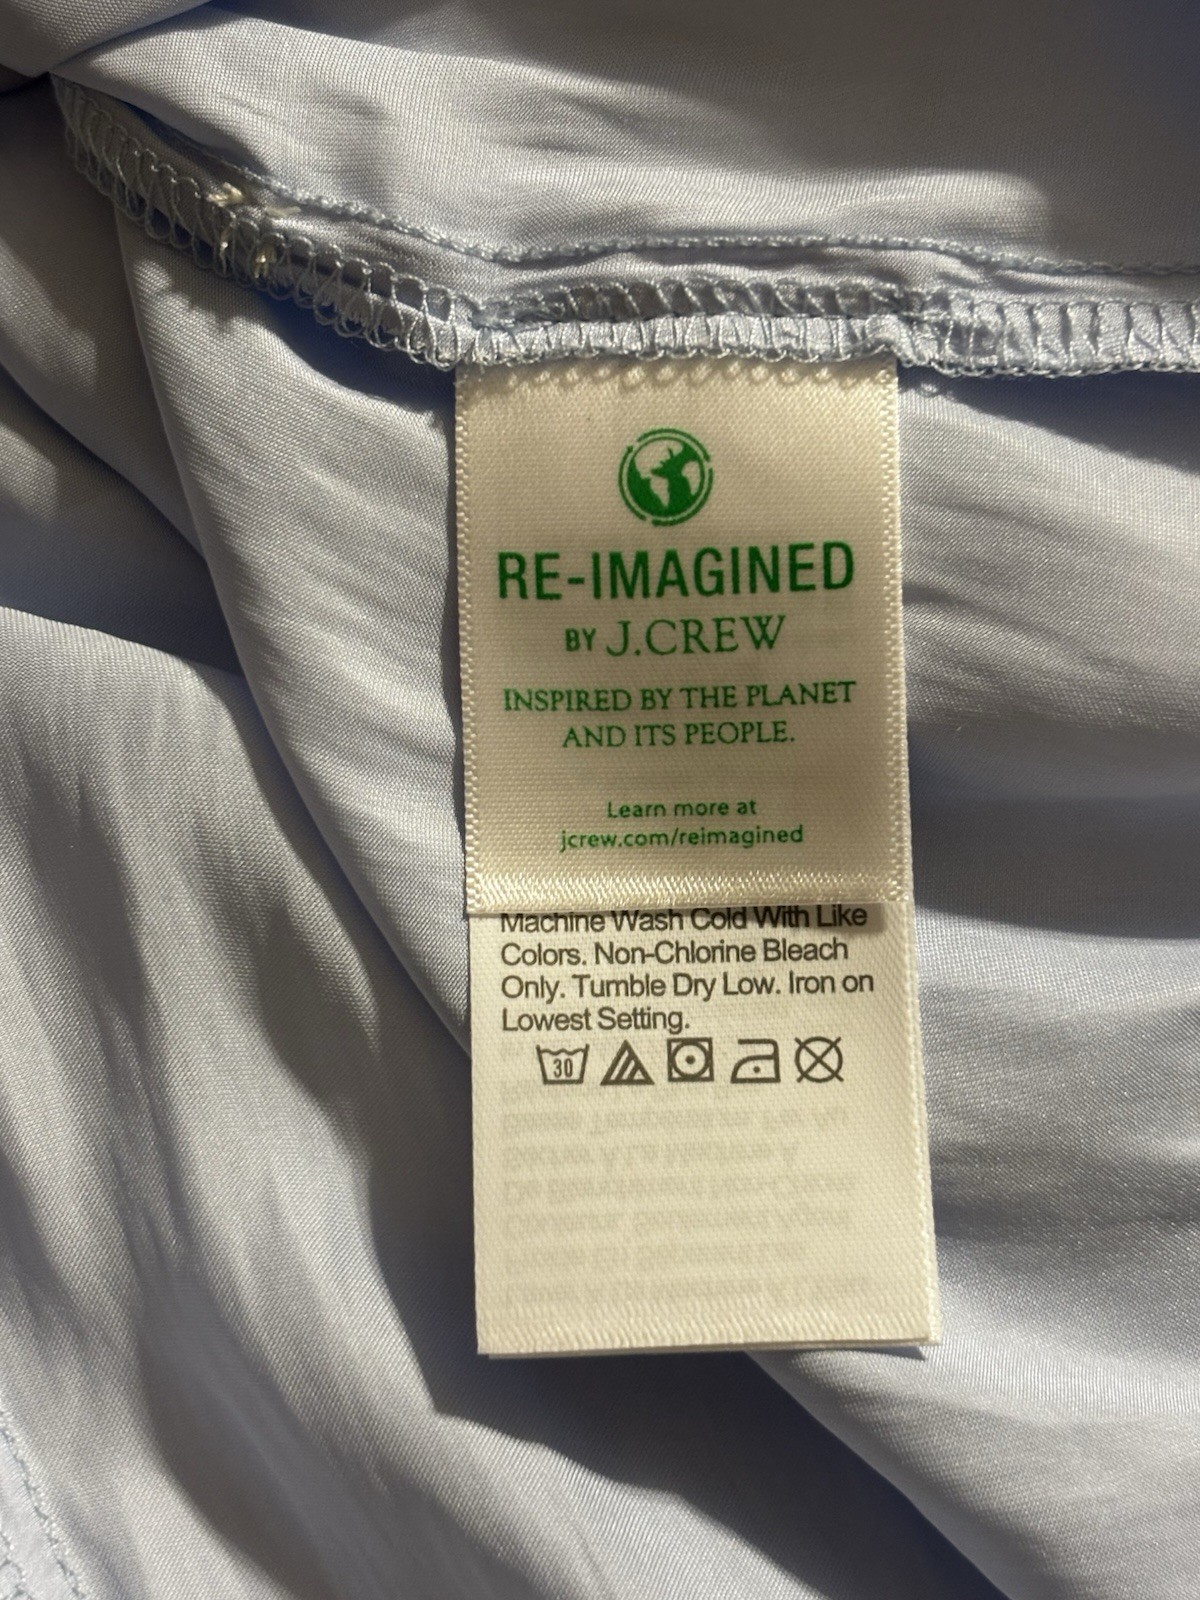 RE-IMAGINED
BY J.CREW
INSPIRED BY THE PLANET
AND ITS PEOPLE.
Learn more at
jcrew.com/reimagined
Machine Wash Cold With Like
Colors. Non-Chlorine Bleach
Only. Tumble Dry Low. Iron on
Lowest Setting.
30